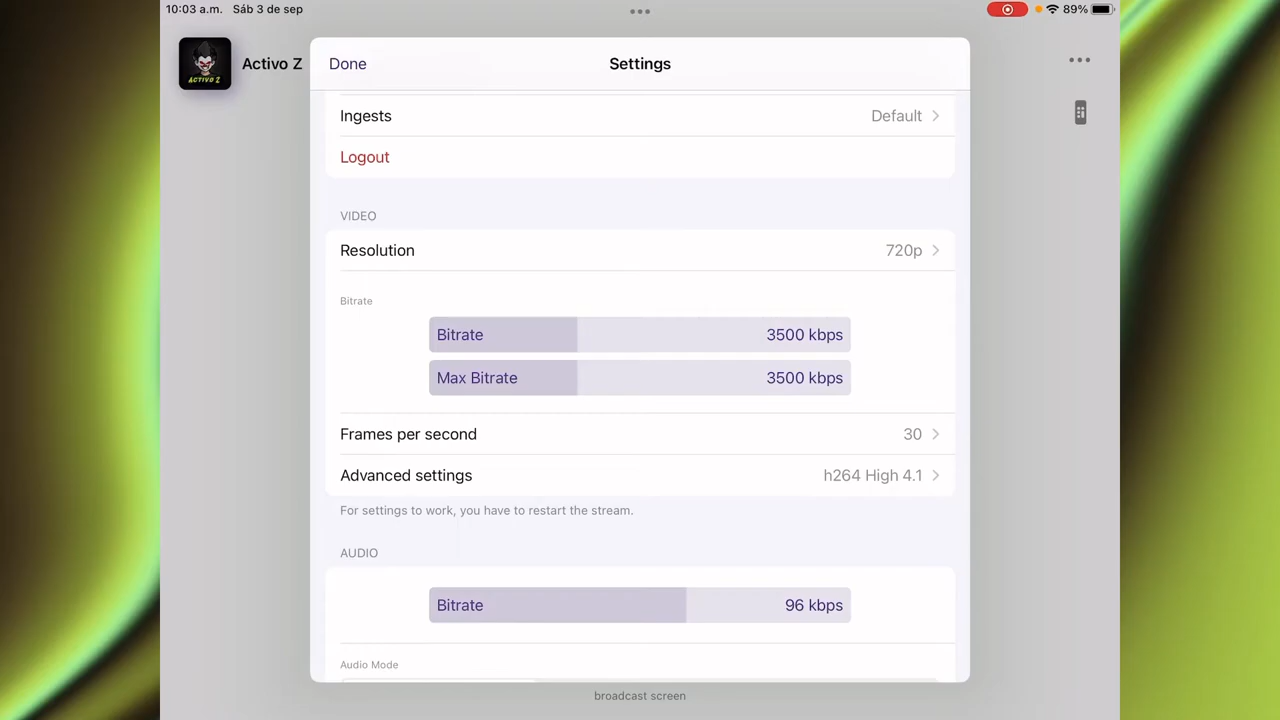 10:03 a.m. Sáb 3 de sep
89%
ACTIVO Z
Activo Z
Done
Settings
Ingests
Default
Logout
VIDEO
Resolution
720p
Bitrate
Bitrate
3500 kbps
Max Bitrate
3500 kbps
Frames per second
30
Advanced settings
h264 High 4.1
For settings to work, you have to restart the stream.
AUDIO
Bitrate
96 kbps
Audio Mode
broadcast screen